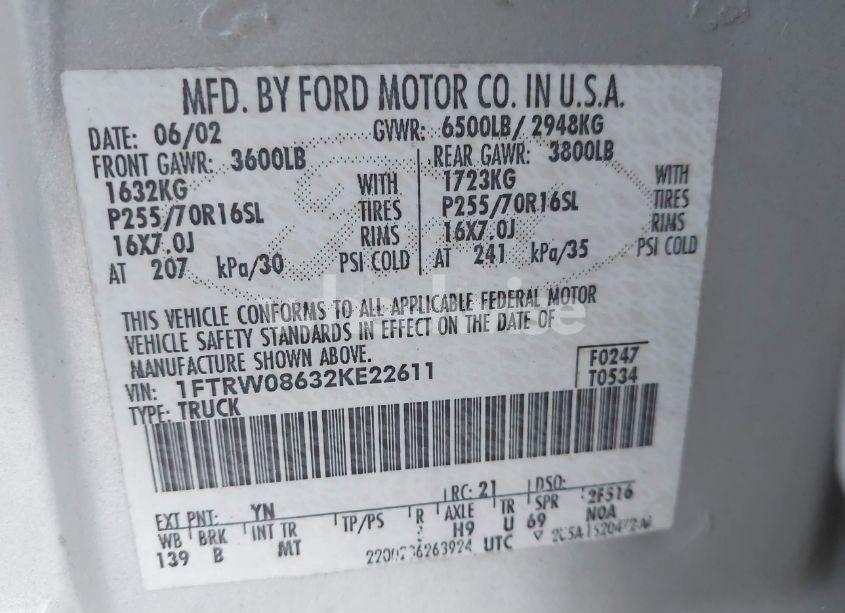 MFD. BY FORD MOTOR CO. IN U.S.A.
DATE: 06/02 GVWR: 6500LB/ 2948KG
FRONT GAWR: 3600LB REAR GAWR: 3800LB
1632KG WITH 1723KG WITH
P255/70R16SL TIRES P255/70R16SL TIRES
16X7.0J RIMS 16X7.0J RIMS
AT 207 kPa/30 PSI COLD AT 241 kPa/35 PSI COLD
THIS VEHICLE CONFORMS TO ALL APPLICABLE FEDERAL MOTOR
VEHICLE SAFETY STANDARDS IN EFFECT ON THE DATE OF
MANUFACTURE SHOWN ABOVE.
VIN: 1FTRW08632KE22611 F0247
TYPE: TRUCK T0534
EXT PNT: YN RC: 21 DSO: 2F516
WB BRK INT TR TP/PS R AXLE TR SPR N0A
139 B MT H9 U 69
UTC